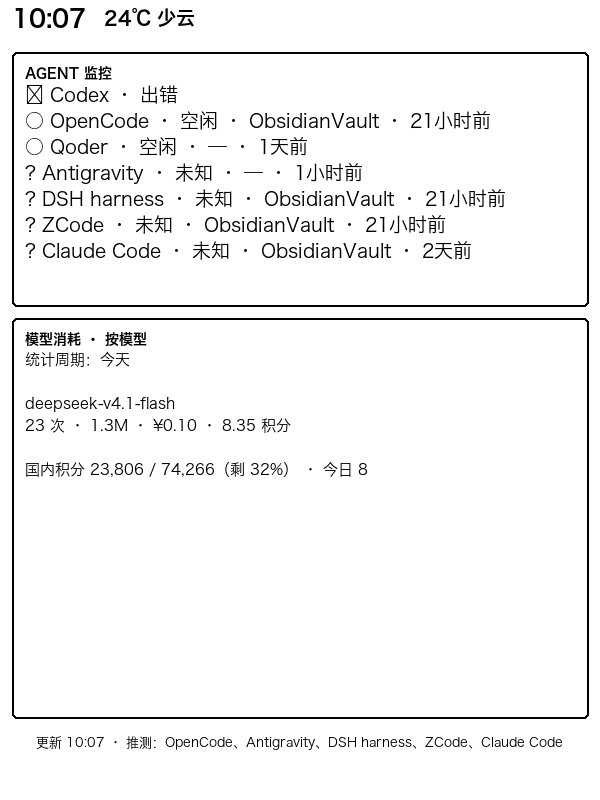 10:07 24℃ 少云
AGENT 监控
☒ Codex · 出错
○ OpenCode · 空闲 · ObsidianVault · 21小时前
○ Qoder · 空闲 · — · 1天前
? Antigravity · 未知 · — · 1小时前
? DSH harness · 未知 · ObsidianVault · 21小时前
? ZCode · 未知 · ObsidianVault · 21小时前
? Claude Code · 未知 · ObsidianVault · 2天前
模型消耗 · 按模型
统计周期：今天
deepseek-v4.1-flash
23 次 · 1.3M · ¥0.10 · 8.35 积分
国内积分 23,806 / 74,266（剩 32%） · 今日 8
更新 10:07 · 推测：OpenCode、Antigravity、DSH harness、ZCode、Claude Code